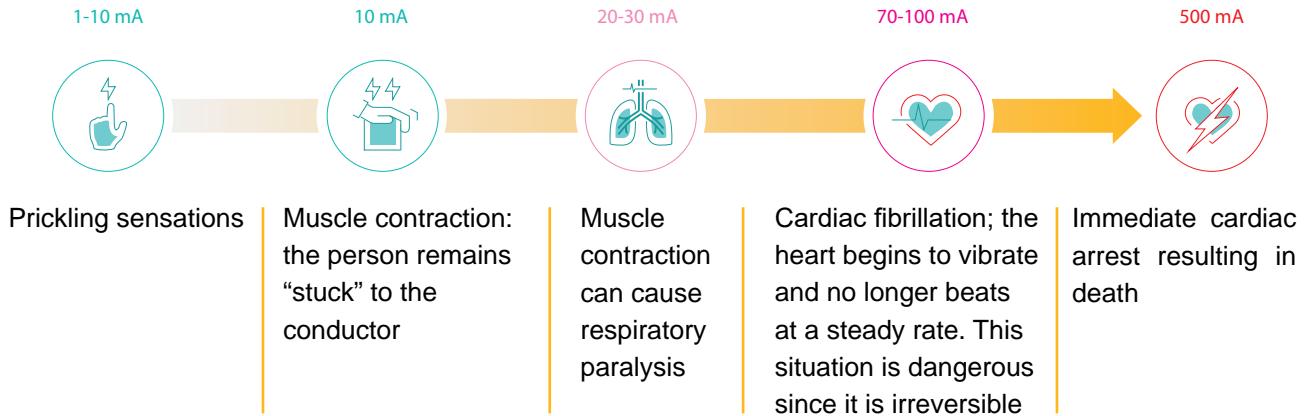 1-10 mA
10 mA
20-30 mA
70-100 mA
500 mA
Prickling sensations
Muscle contraction:
the person remains
“stuck” to the
conductor
Muscle
contraction
can cause
respiratory
paralysis
Cardiac fibrillation; the
heart begins to vibrate
and no longer beats
at a steady rate. This
situation is dangerous
since it is irreversible
Immediate cardiac
arrest resulting in
death